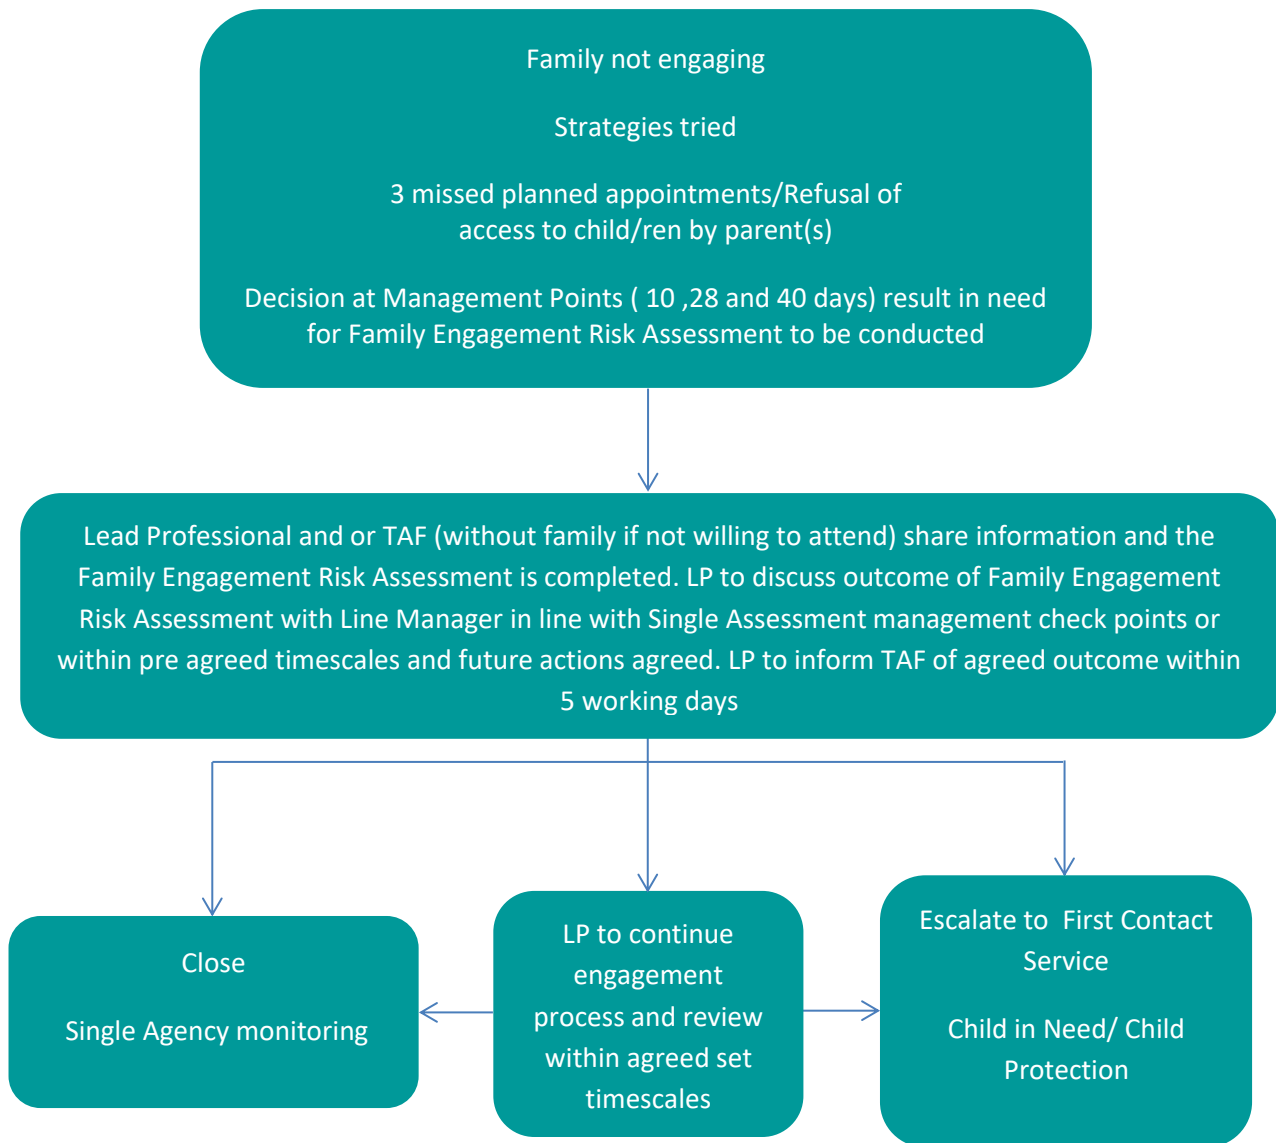 Family not engaging
Strategies tried
3 missed planned appointments/Refusal of
access to child/ren by parent(s)
Decision at Management Points ( 10 ,28 and 40 days) result in need
for Family Engagement Risk Assessment to be conducted
Lead Professional and or TAF (without family if not willing to attend) share information and the
Family Engagement Risk Assessment is completed. LP to discuss outcome of Family Engagement
Risk Assessment with Line Manager in line with Single Assessment management check points or
within pre agreed timescales and future actions agreed. LP to inform TAF of agreed outcome within
5 working days
Close
Single Agency monitoring
LP to continue
engagement
process and review
within agreed set
timescales
Escalate to  First Contact
Service
Child in Need/ Child
Protection